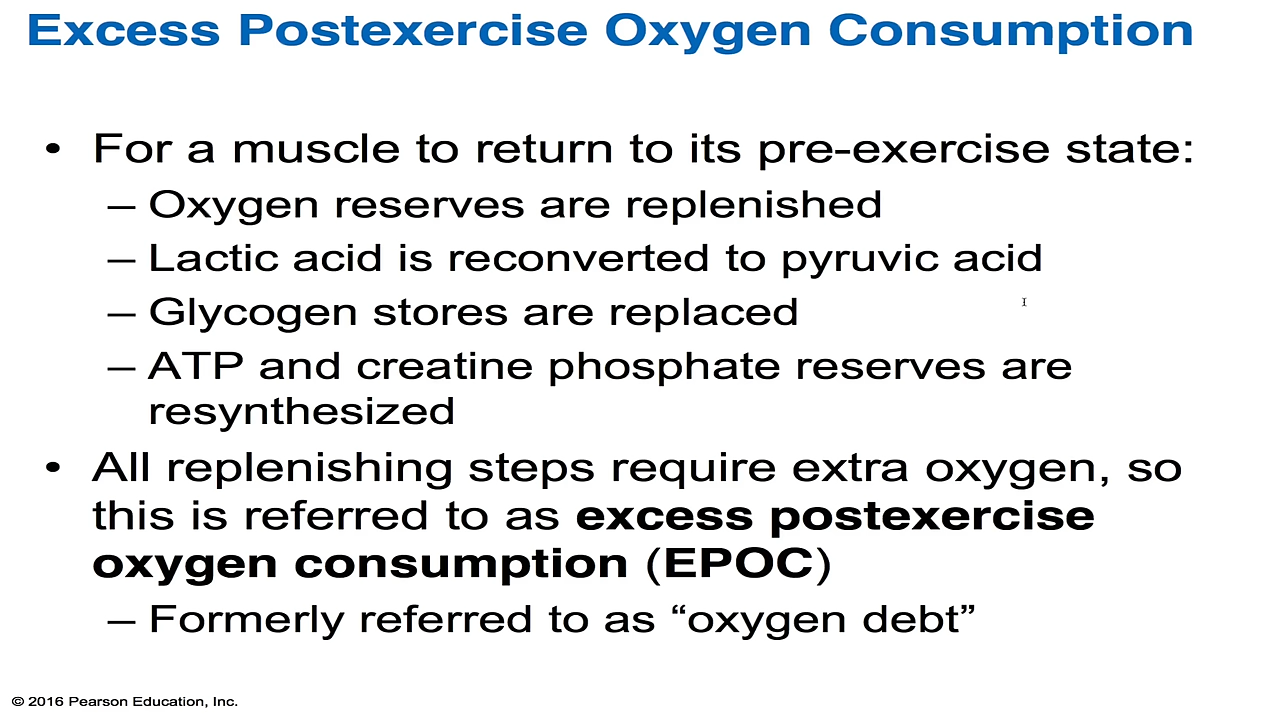 Excess Postexercise Oxygen Consumption
• For a muscle to return to its pre-exercise state:
– Oxygen reserves are replenished
– Lactic acid is reconverted to pyruvic acid
– Glycogen stores are replaced
– ATP and creatine phosphate reserves are
resynthesized
• All replenishing steps require extra oxygen, so
this is referred to as excess postexercise
oxygen consumption (EPOC)
– Formerly referred to as “oxygen debt”
© 2016 Pearson Education, Inc.